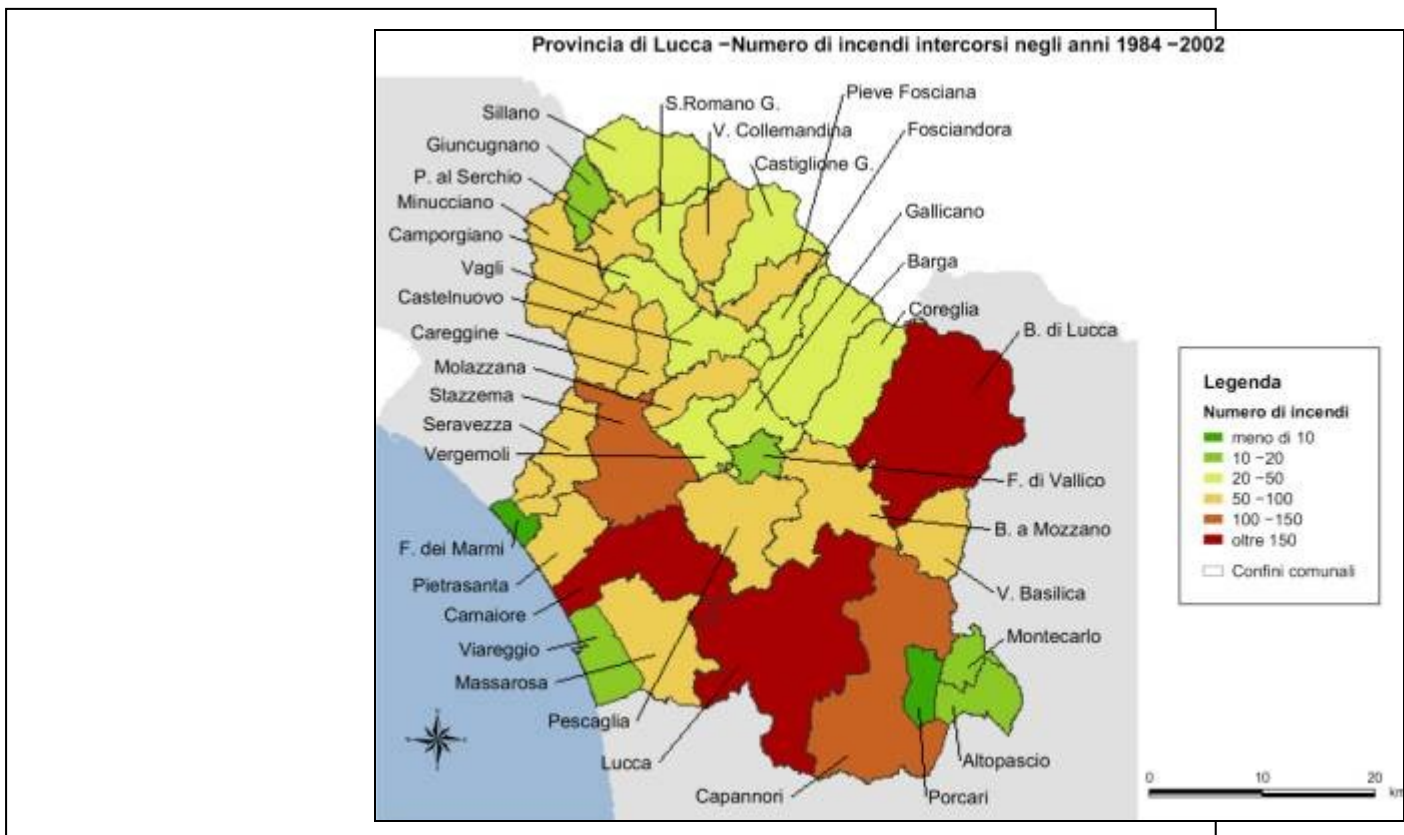 Provincia di Lucca −Numero di incendi intercorsi negli anni 1984 −2002
Sillano
S.Romano G.
Pieve Fosciana
Giuncugnano
V. Collemandina
Fosciandora
P. al Serchio
Castiglione G.
Minucciano
Gallicano
Camporgiano
Vagli
Barga
Castelnuovo
Coreglia
Careggine
B. di Lucca
Molazzana
Stazzema
Seravezza
Vergemoli
F. di Vallico
B. a Mozzano
F. dei Marmi
Pietrasanta
V. Basilica
Camaiore
Montecarlo
Viareggio
Massarosa
Pescaglia
Lucca
Altopascio
Capannori
Porcari
Legenda
Numero di incendi
meno di 10
10 −20
20 −50
50 −100
100 −150
oltre 150
Confini comunali
0 10 20
km